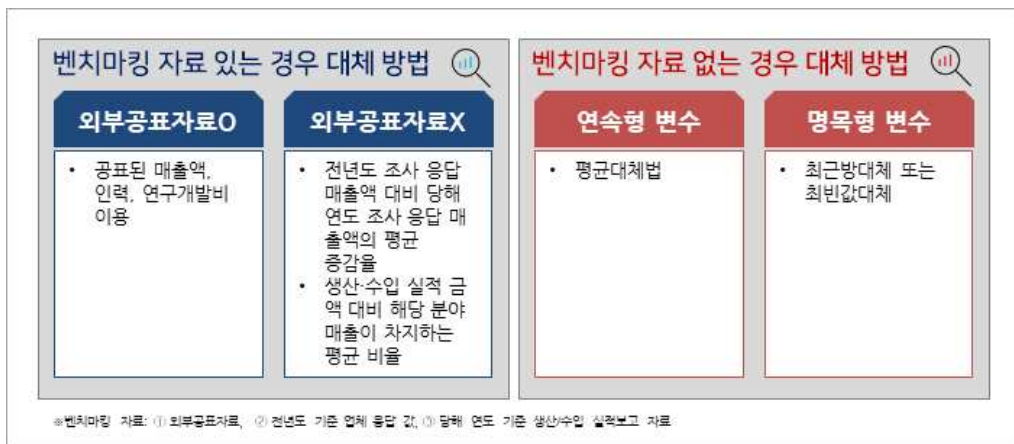 벤치마킹 자료 있는 경우 대체 방법
외부공표자료O
• 공표된 매출액,
인력, 연구개발비
이용
외부공표자료X
• 전년도 조사 응답
매출액 대비 당해
연도 조사 응답 매
출액의 평균
증감율
• 생산·수입 실적 금
액 대비 해당 분야
매출이 차지하는
평균 비율
벤치마킹 자료 없는 경우 대체 방법
연속형 변수
• 평균대체법
명목형 변수
• 최근방대체 또는
최빈값대체
※벤치마킹 자료: ① 외부공표자료, ② 전년도 기준 업체 응답 값, ③ 당해 연도 기준 생산/수입 실적보고 자료